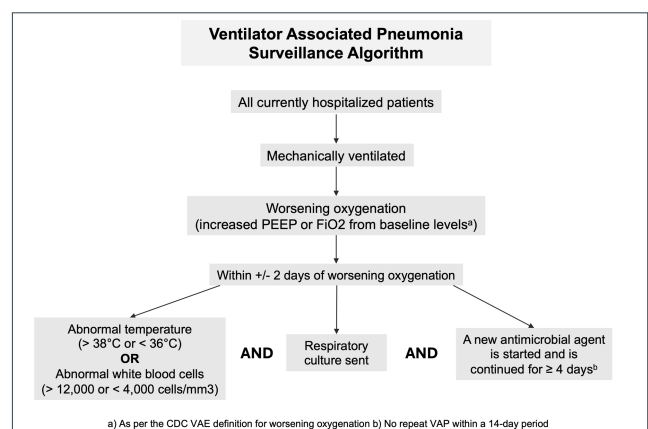 Ventilator Associated Pneumonia
Surveillance Algorithm
All currently hospitalized patients
Mechanically ventilated
Worsening oxygenation
(increased PEEP or FiO2 from baseline levelsᵃ)
Within +/- 2 days of worsening oxygenation
Abnormal temperature
(> 38°C or < 36°C)
OR
Abnormal white blood cells
(> 12,000 or < 4,000 cells/mm3)
AND
Respiratory
culture sent
AND
A new antimicrobial agent
is started and is
continued for ≥ 4 daysᵇ
a) As per the CDC VAE definition for worsening oxygenation b) No repeat VAP within a 14-day period